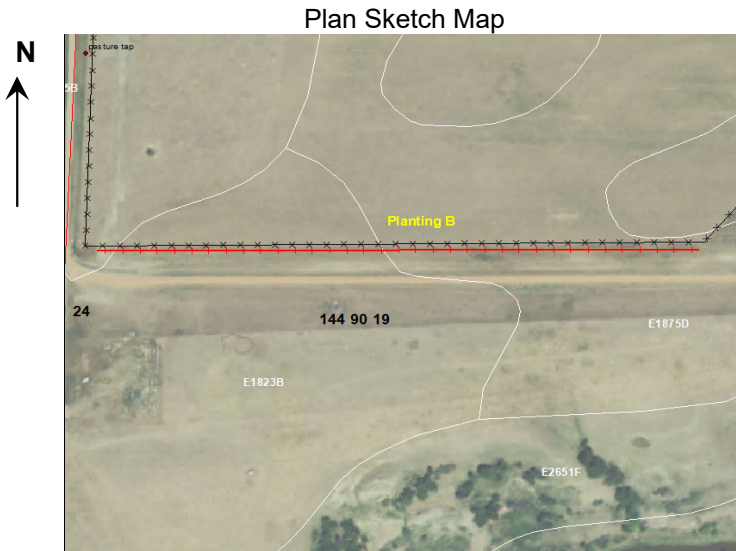 Plan Sketch Map
N
pasture tap
5B
Planting B
24
144 90 19
E1875D
E1823B
E2651F